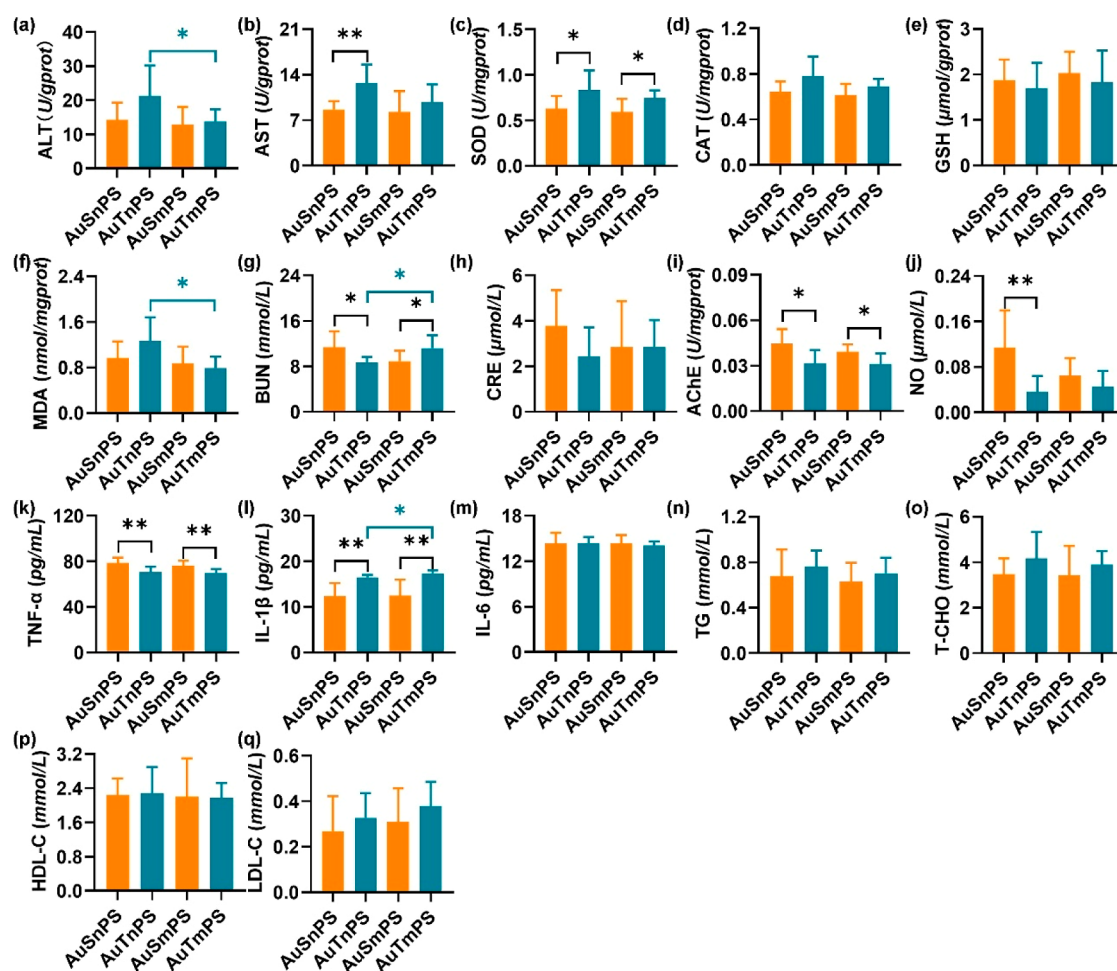 (a)
ALT (U/gprot)
40
30
20
10
0
*
AuSnPS
AuTnPS
AuSmPS
AuTmPS
(b)
AST (U/gprot)
18
12
6
0
**
AuSnPS
AuTnPS
AuSmPS
AuTmPS
(c)
SOD (U/mgprot)
1.5
1.0
0.5
0.0
*
*
AuSnPS
AuTnPS
AuSmPS
AuTmPS
(d)
CAT (U/mgprot)
1.2
0.8
0.4
0.0
AuSnPS
AuTnPS
AuSmPS
AuTmPS
(e)
GSH (μmol/gprot)
3
2
1
0
AuSnPS
AuTnPS
AuSmPS
AuTmPS
(f)
MDA (nmol/mgprot)
2.4
1.8
1.2
0.6
0.0
*
AuSnPS
AuTnPS
AuSmPS
AuTmPS
(g)
BUN (mmol/L)
24
18
12
6
0
*
*
*
AuSnPS
AuTnPS
AuSmPS
AuTmPS
(h)
CRE (μmol/L)
6
4
2
0
AuSnPS
AuTnPS
AuSmPS
AuTmPS
(i)
AChE (U/mgprot)
0.09
0.06
0.03
0.00
*
*
AuSnPS
AuTnPS
AuSmPS
AuTmPS
(j)
NO (μmol/L)
0.24
0.16
0.08
0.00
**
AuSnPS
AuTnPS
AuSmPS
AuTmPS
(k)
TNF-α (pg/mL)
120
80
40
0
**
**
AuSnPS
AuTnPS
AuSmPS
AuTmPS
(l)
IL-1β (pg/mL)
30
20
10
0
*
**
**
AuSnPS
AuTnPS
AuSmPS
AuTmPS
(m)
IL-6 (pg/mL)
18
12
6
0
AuSnPS
AuTnPS
AuSmPS
AuTmPS
(n)
TG (mmol/L)
1.2
0.8
0.4
0.0
AuSnPS
AuTnPS
AuSmPS
AuTmPS
(o)
T-CHO (mmol/L)
6
4
2
0
AuSnPS
AuTnPS
AuSmPS
AuTmPS
(p)
HDL-C (mmol/L)
3.2
2.4
1.6
0.8
0.0
AuSnPS
AuTnPS
AuSmPS
AuTmPS
(q)
LDL-C (mmol/L)
0.6
0.4
0.2
0.0
AuSnPS
AuTnPS
AuSmPS
AuTmPS